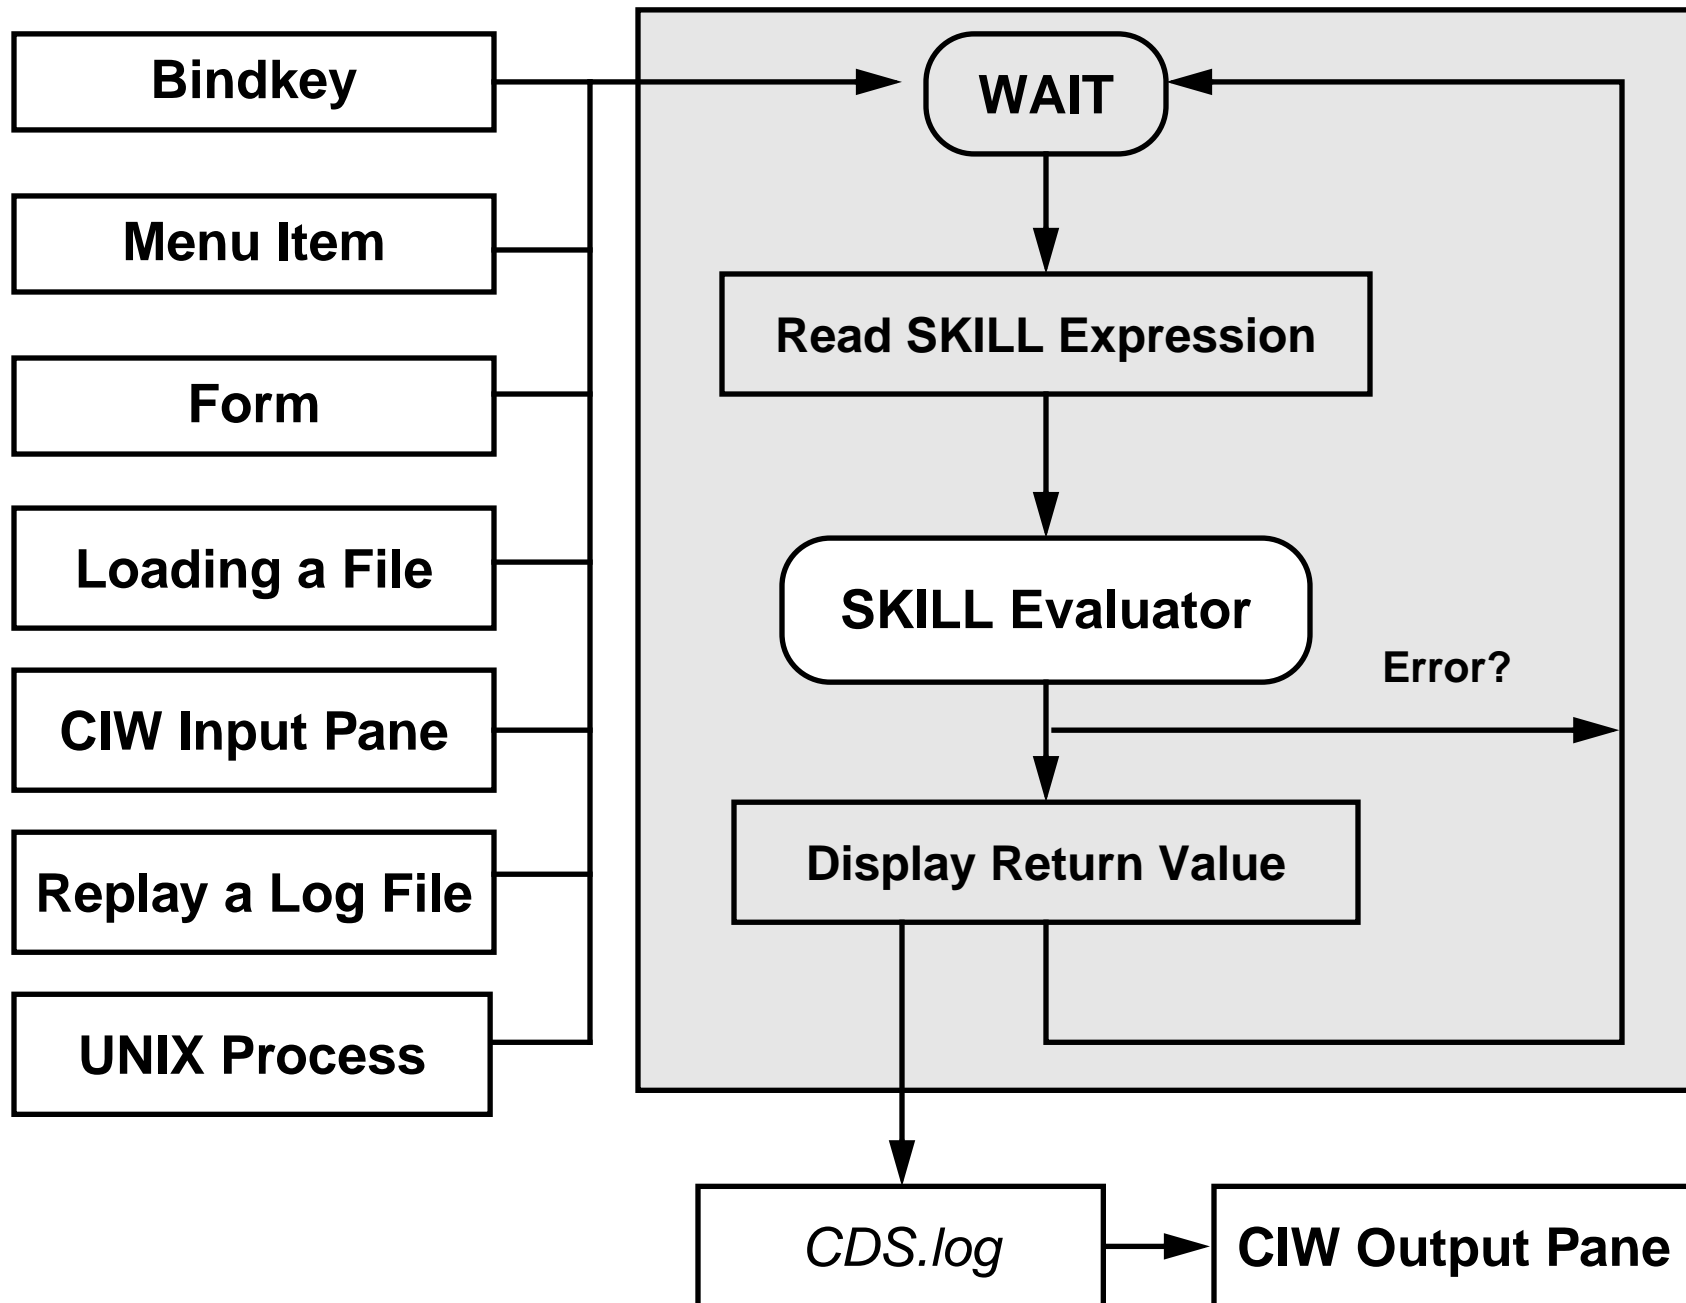 Bindkey
WAIT
Menu Item
Read SKILL Expression
Form
Loading a File
SKILL Evaluator
Error?
CIW Input Pane
Display Return Value
Replay a Log File
UNIX Process
CDS.log
CIW Output Pane